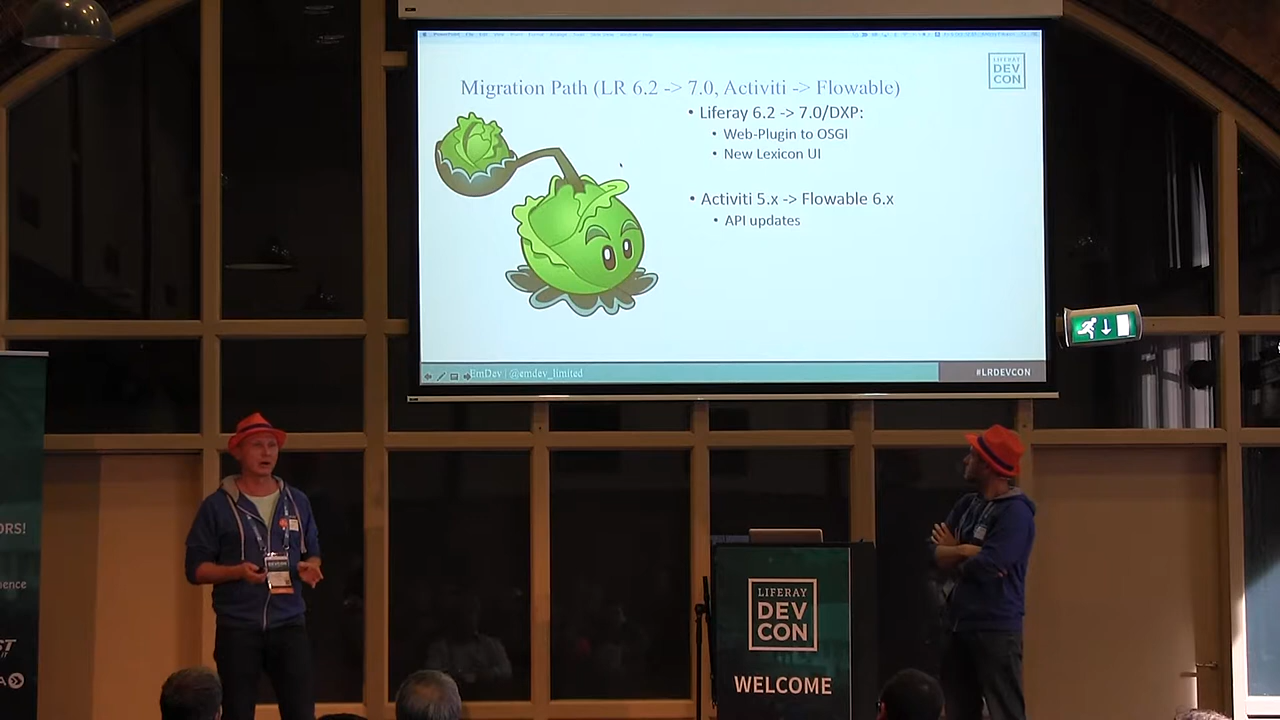 LIFERAY
DEV
CON
Migration Path (LR 6.2 -> 7.0, Activiti -> Flowable)
• Liferay 6.2 -> 7.0/DXP:
• Web-Plugin to OSGI
• New Lexicon UI
• Activiti 5.x -> Flowable 6.x
• API updates
EmDev | @emdev_limited
#LRDEVCON
ORS!
ience
LIFERAY
DEV
CON
WELCOME